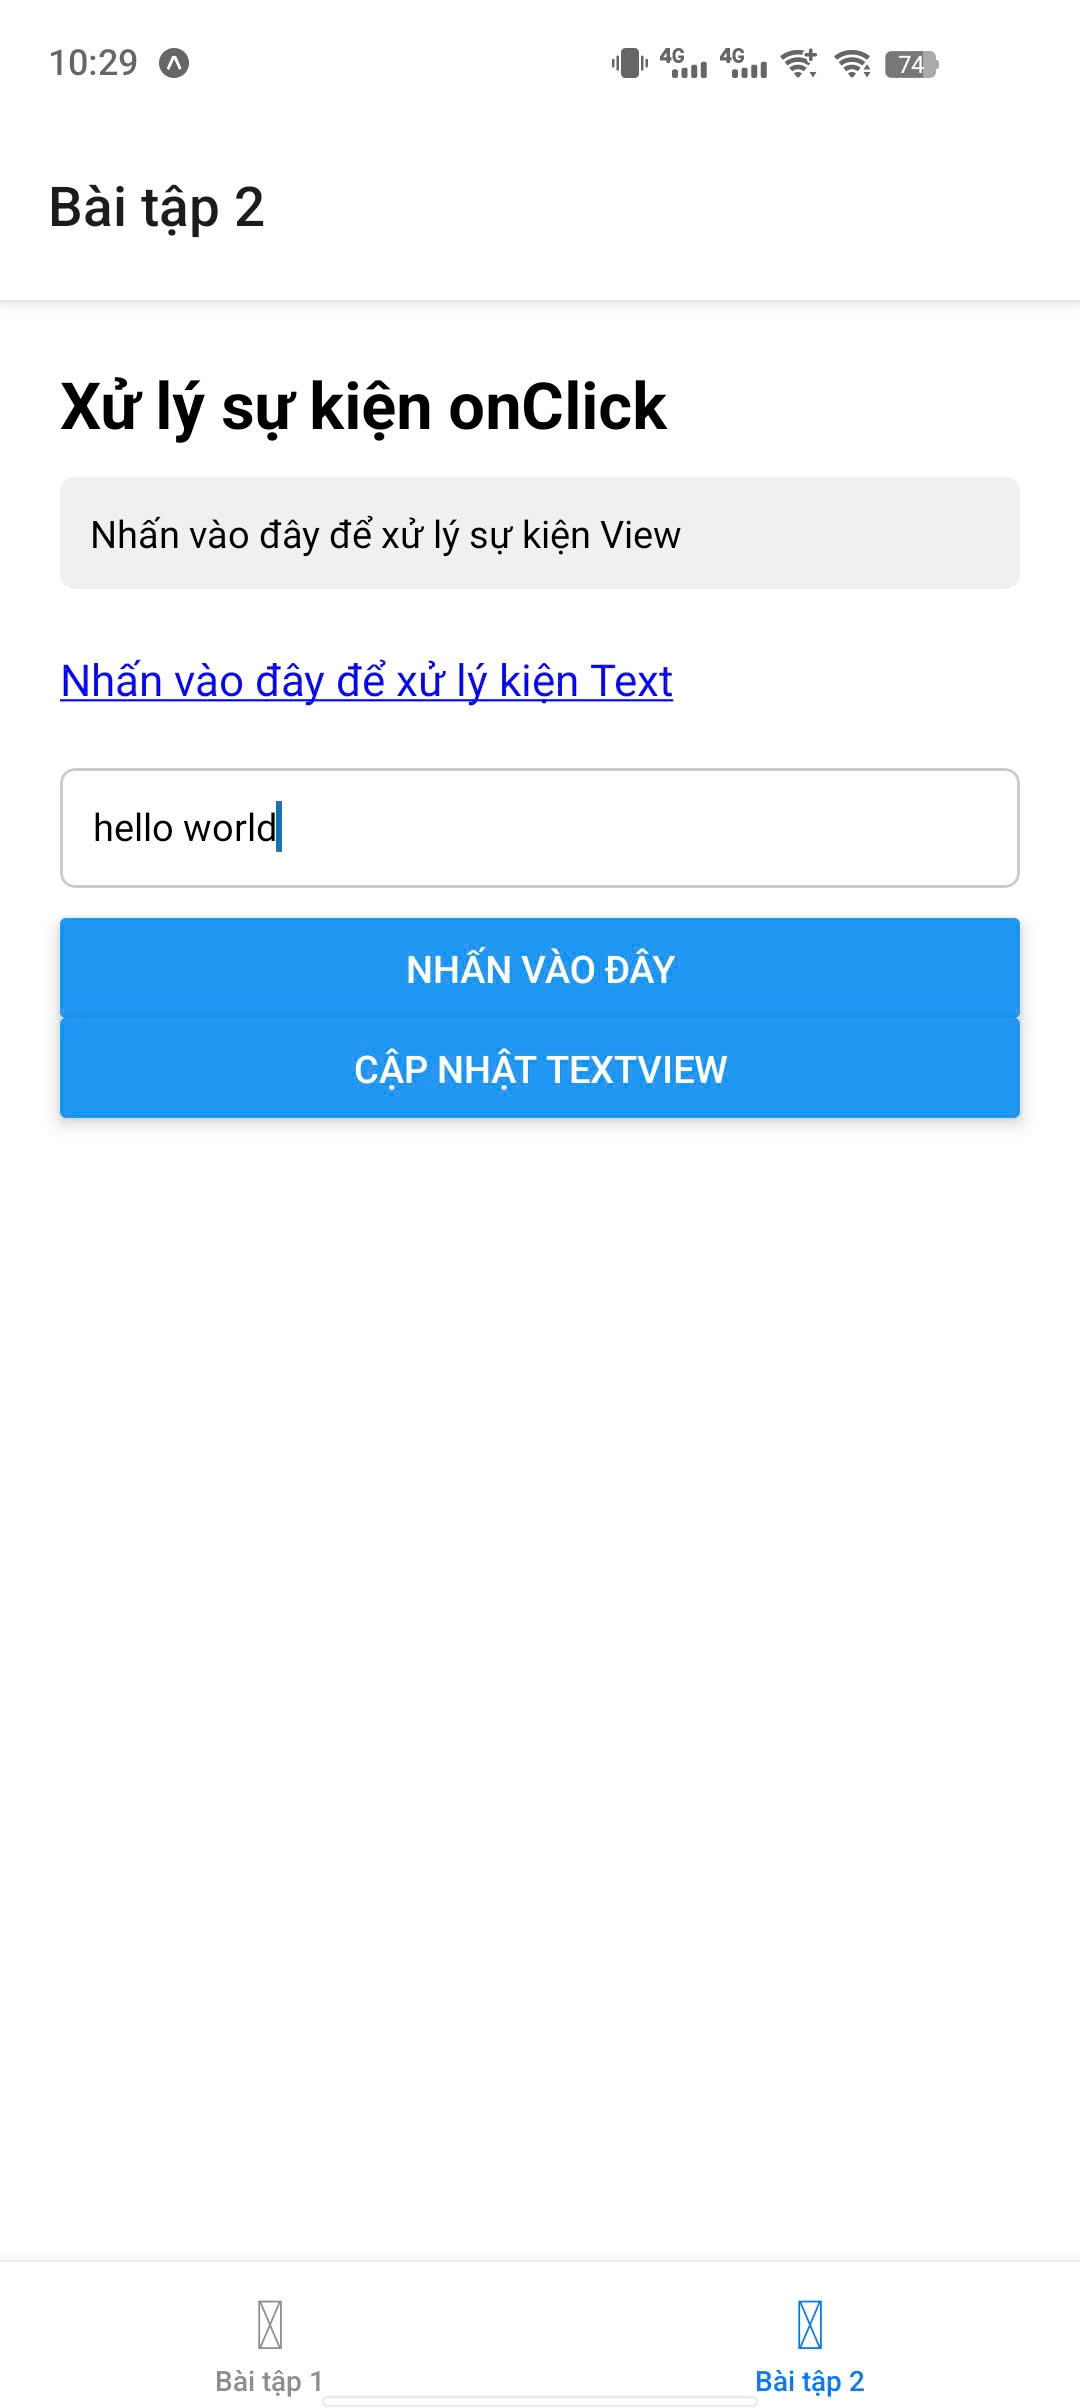 10:29
4G 4G 74
Bài tập 2
Xử lý sự kiện onClick
Nhấn vào đây để xử lý sự kiện View
Nhấn vào đây để xử lý kiện Text
hello world
NHẤN VÀO ĐÂY
CẬP NHẬT TEXTVIEW
Bài tập 1
Bài tập 2